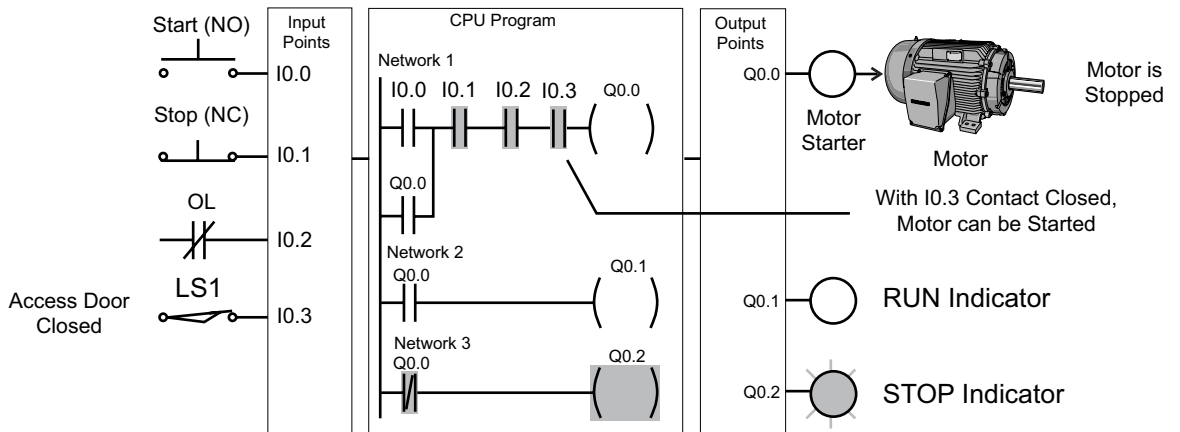 Start (NO)
I0.0
Stop (NC)
I0.1
OL
I0.2
Access Door
Closed
LS1
I0.3
Input
Points
CPU Program
Network 1
I0.0 I0.1 I0.2 I0.3 Q0.0
Q0.0
Network 2
Q0.0 Q0.1
Network 3
Q0.0 Q0.2
Output
Points
Q0.0
Motor
Starter
Motor
Motor is
Stopped
With I0.3 Contact Closed,
Motor can be Started
Q0.1 RUN Indicator
Q0.2 STOP Indicator